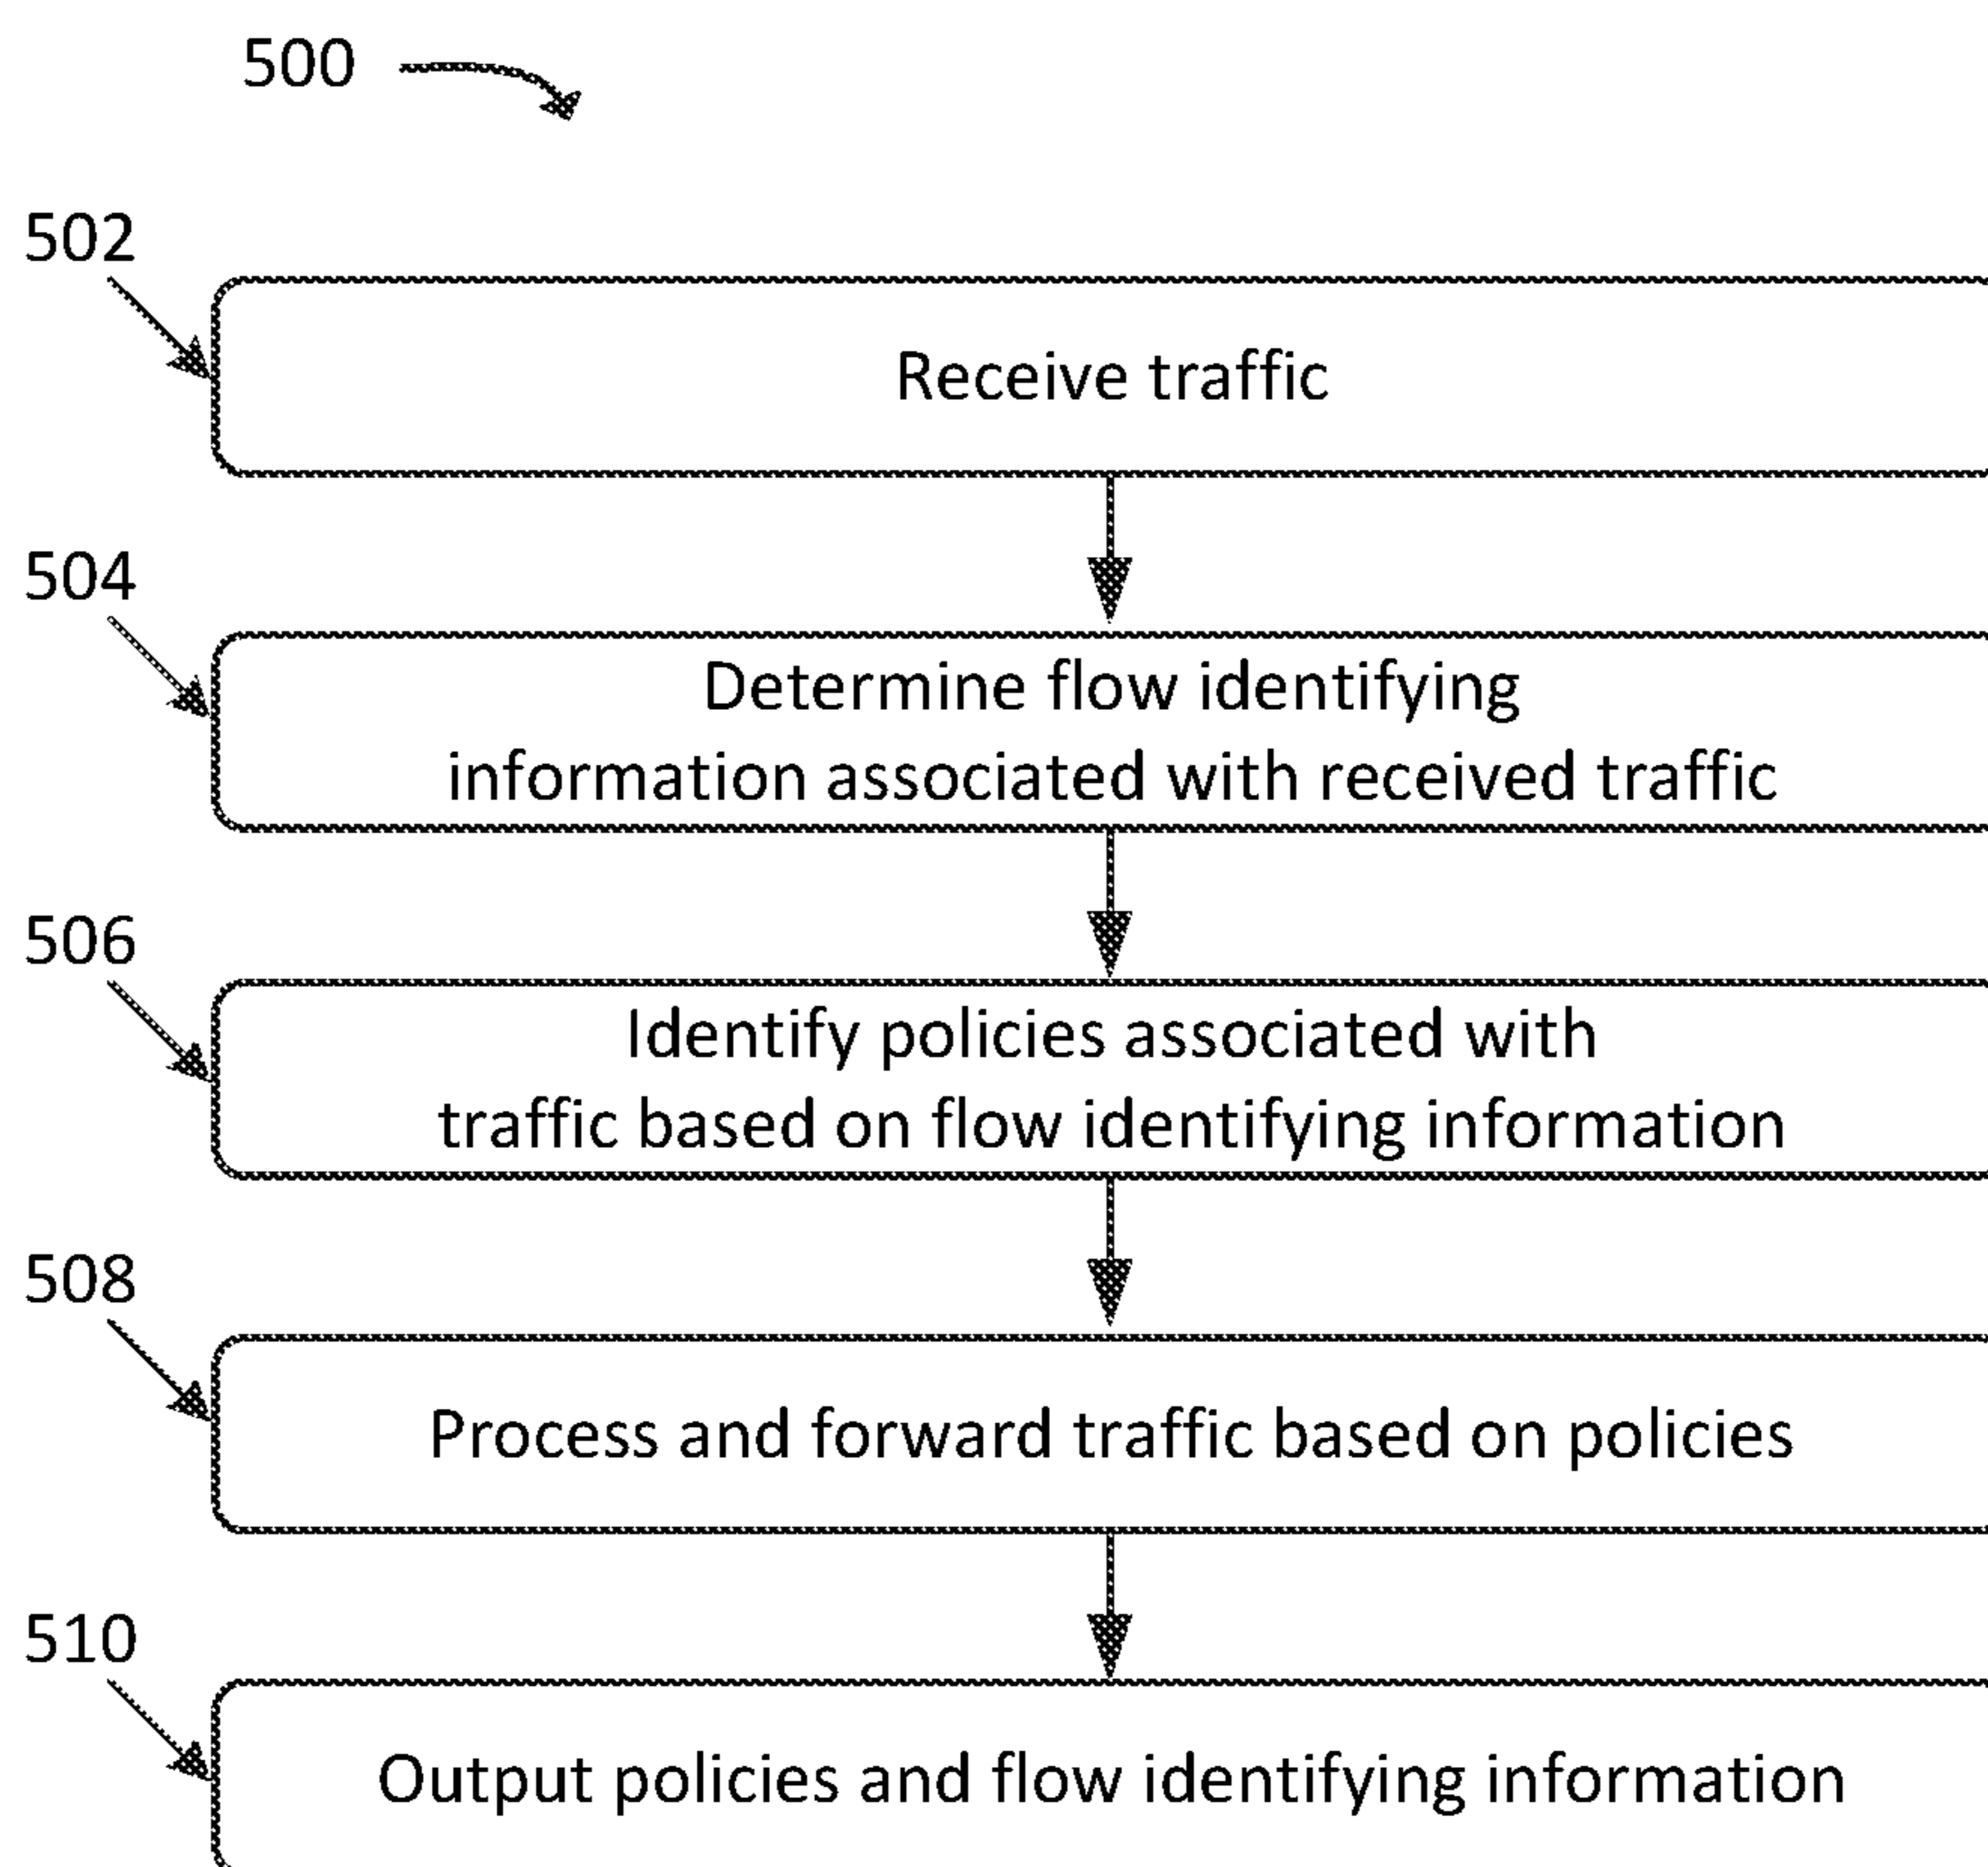 500
502
Receive traffic
504
Determine flow identifying
information associated with received traffic
506
Identify policies associated with
traffic based on flow identifying information
508
Process and forward traffic based on policies
510
Output policies and flow identifying information